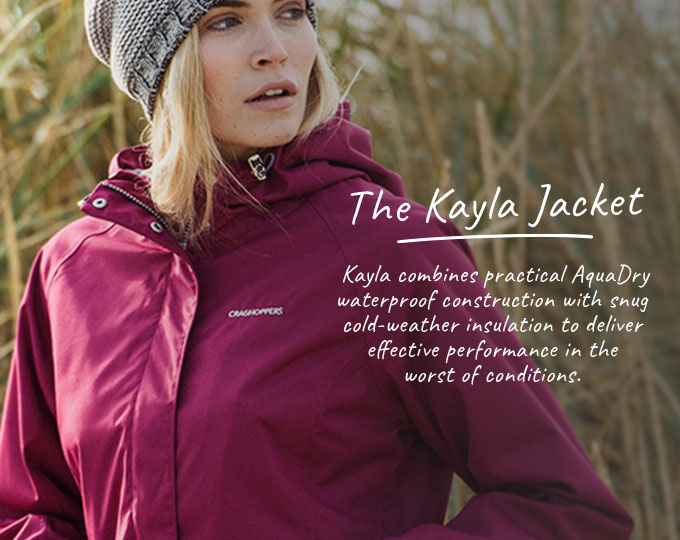 The Kayla Jacket
Kayla combines practical AquaDry
waterproof construction with snug
cold-weather insulation to deliver
effective performance in the
worst of conditions.
CRAGHOPPERS